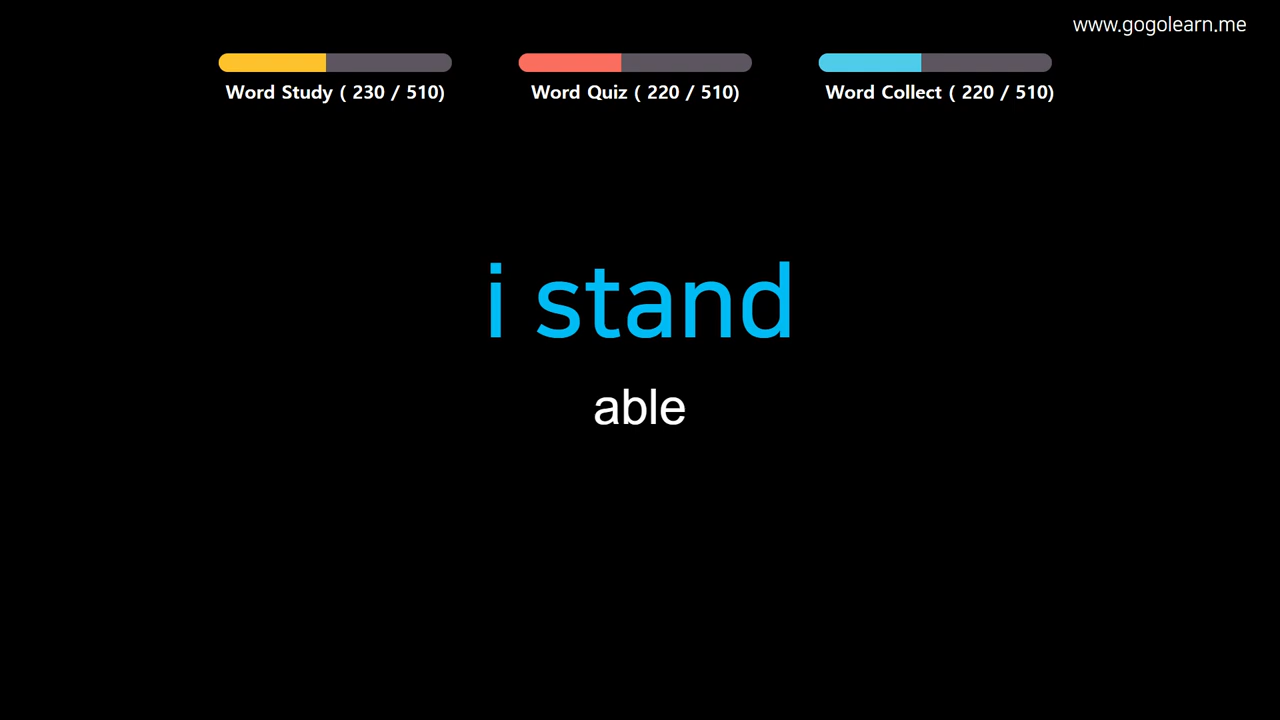 www.gogolearn.me
Word Study ( 230 / 510)
Word Quiz ( 220 / 510)
Word Collect ( 220 / 510)
i stand
able